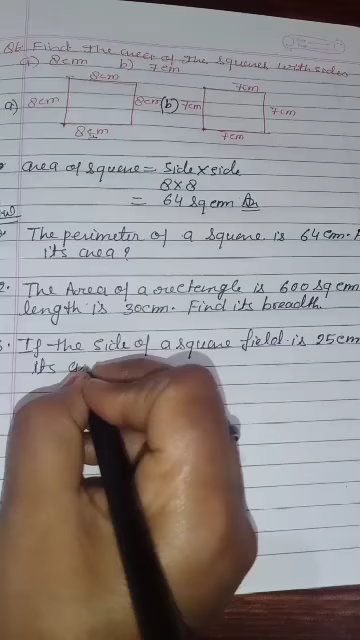 Q6. Find the area of the squares with sides
a) 8cm b) 7cm
8cm 7cm
a) 8cm 8cm (b) 7cm 7cm
8cm 7cm
area of square = side × side
8 × 8
= 64 sq cm Ans
The perimeter of a square is 64 cm.
its area?
2. The Area of a rectangle is 600 sq cm
length is 30cm. Find its breadth.
3. If the side of a square field is 25cm
its